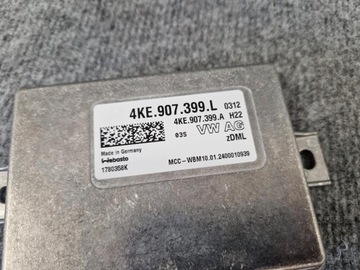 4KE.907.399.L 0312
4KE.907.399.A H22
03S VW AG
zDML
Made in Germany
Webasto
1780358K
MCC-WBM10.01.2400010939